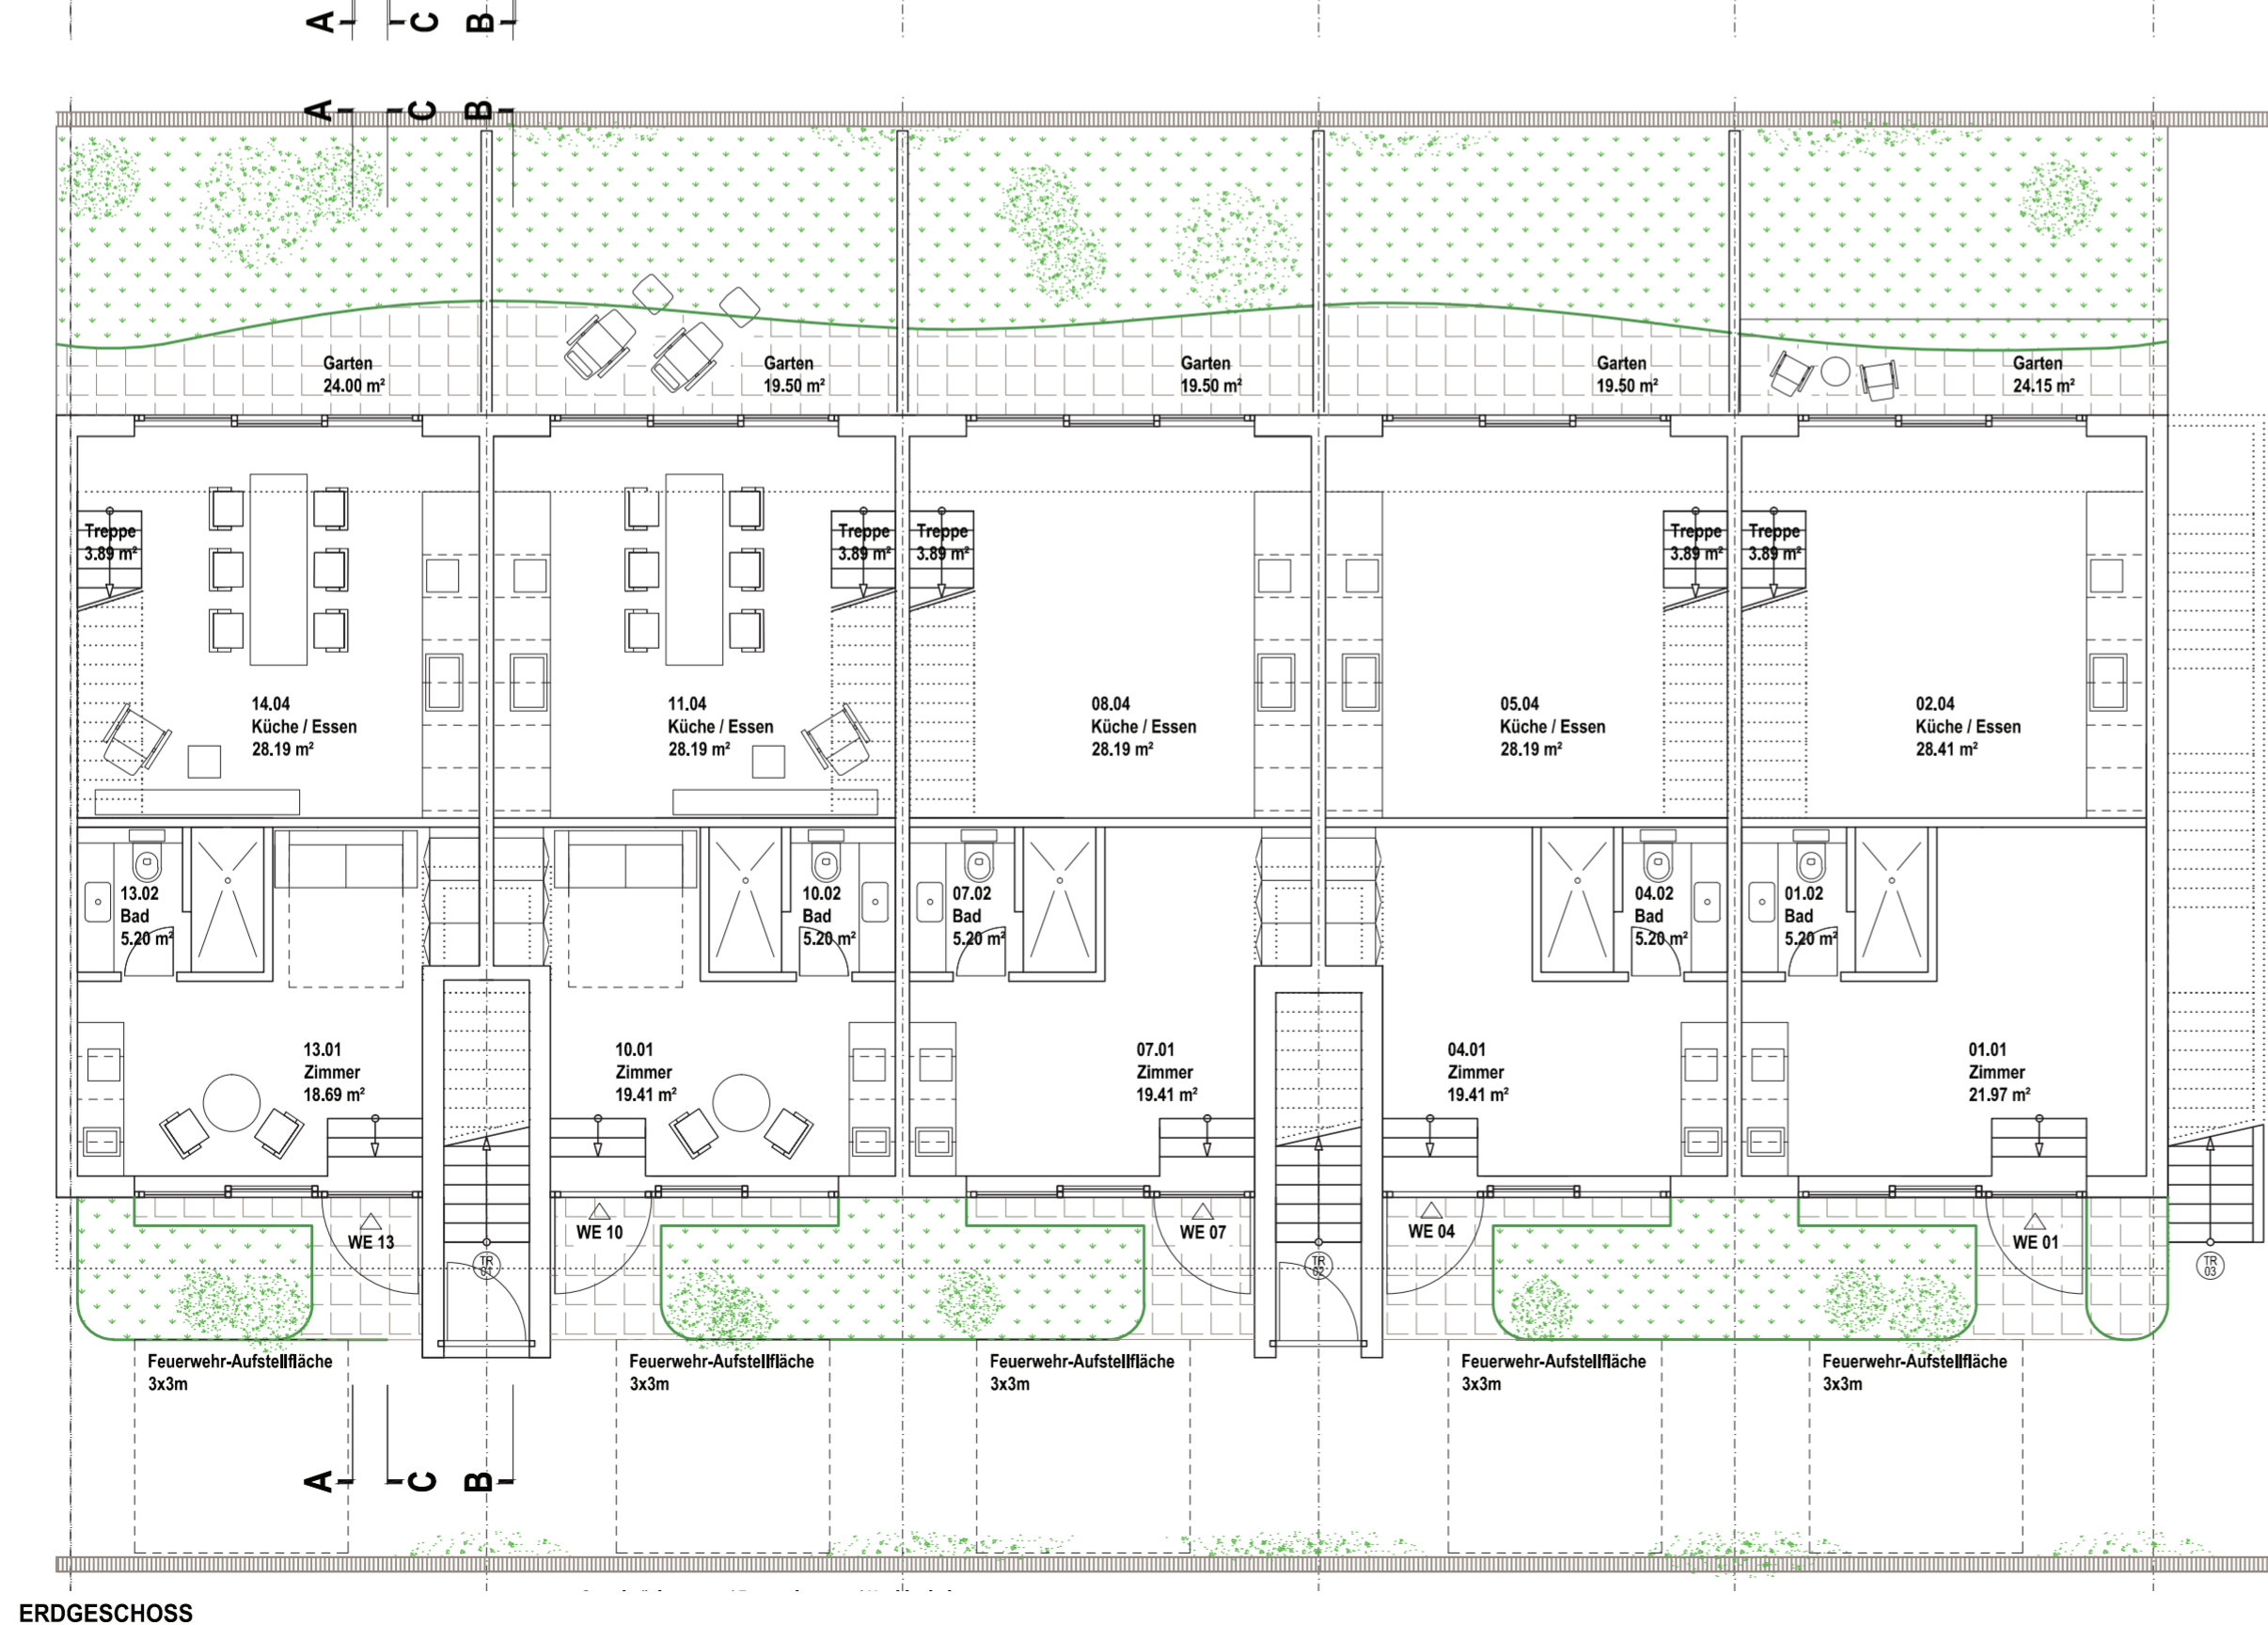 A C B
A C B
Garten
24.00 m²
Garten
19.50 m²
Garten
19.50 m²
Garten
19.50 m²
Garten
24.15 m²
Treppe
3.89 m²
Treppe
3.89 m²
Treppe
3.89 m²
Treppe
3.89 m²
Treppe
3.89 m²
14.04
Küche / Essen
28.19 m²
11.04
Küche / Essen
28.19 m²
08.04
Küche / Essen
28.19 m²
05.04
Küche / Essen
28.19 m²
02.04
Küche / Essen
28.41 m²
13.02
Bad
5.20 m²
10.02
Bad
5.20 m²
07.02
Bad
5.20 m²
04.02
Bad
5.20 m²
01.02
Bad
5.20 m²
13.01
Zimmer
18.69 m²
10.01
Zimmer
19.41 m²
07.01
Zimmer
19.41 m²
04.01
Zimmer
19.41 m²
01.01
Zimmer
21.97 m²
WE 13
WE 10
WE 07
WE 04
WE 01
TR
01
TR
02
TR
03
Feuerwehr-Aufstellfläche
3x3m
Feuerwehr-Aufstellfläche
3x3m
Feuerwehr-Aufstellfläche
3x3m
Feuerwehr-Aufstellfläche
3x3m
Feuerwehr-Aufstellfläche
3x3m
A C B
ERDGESCHOSS